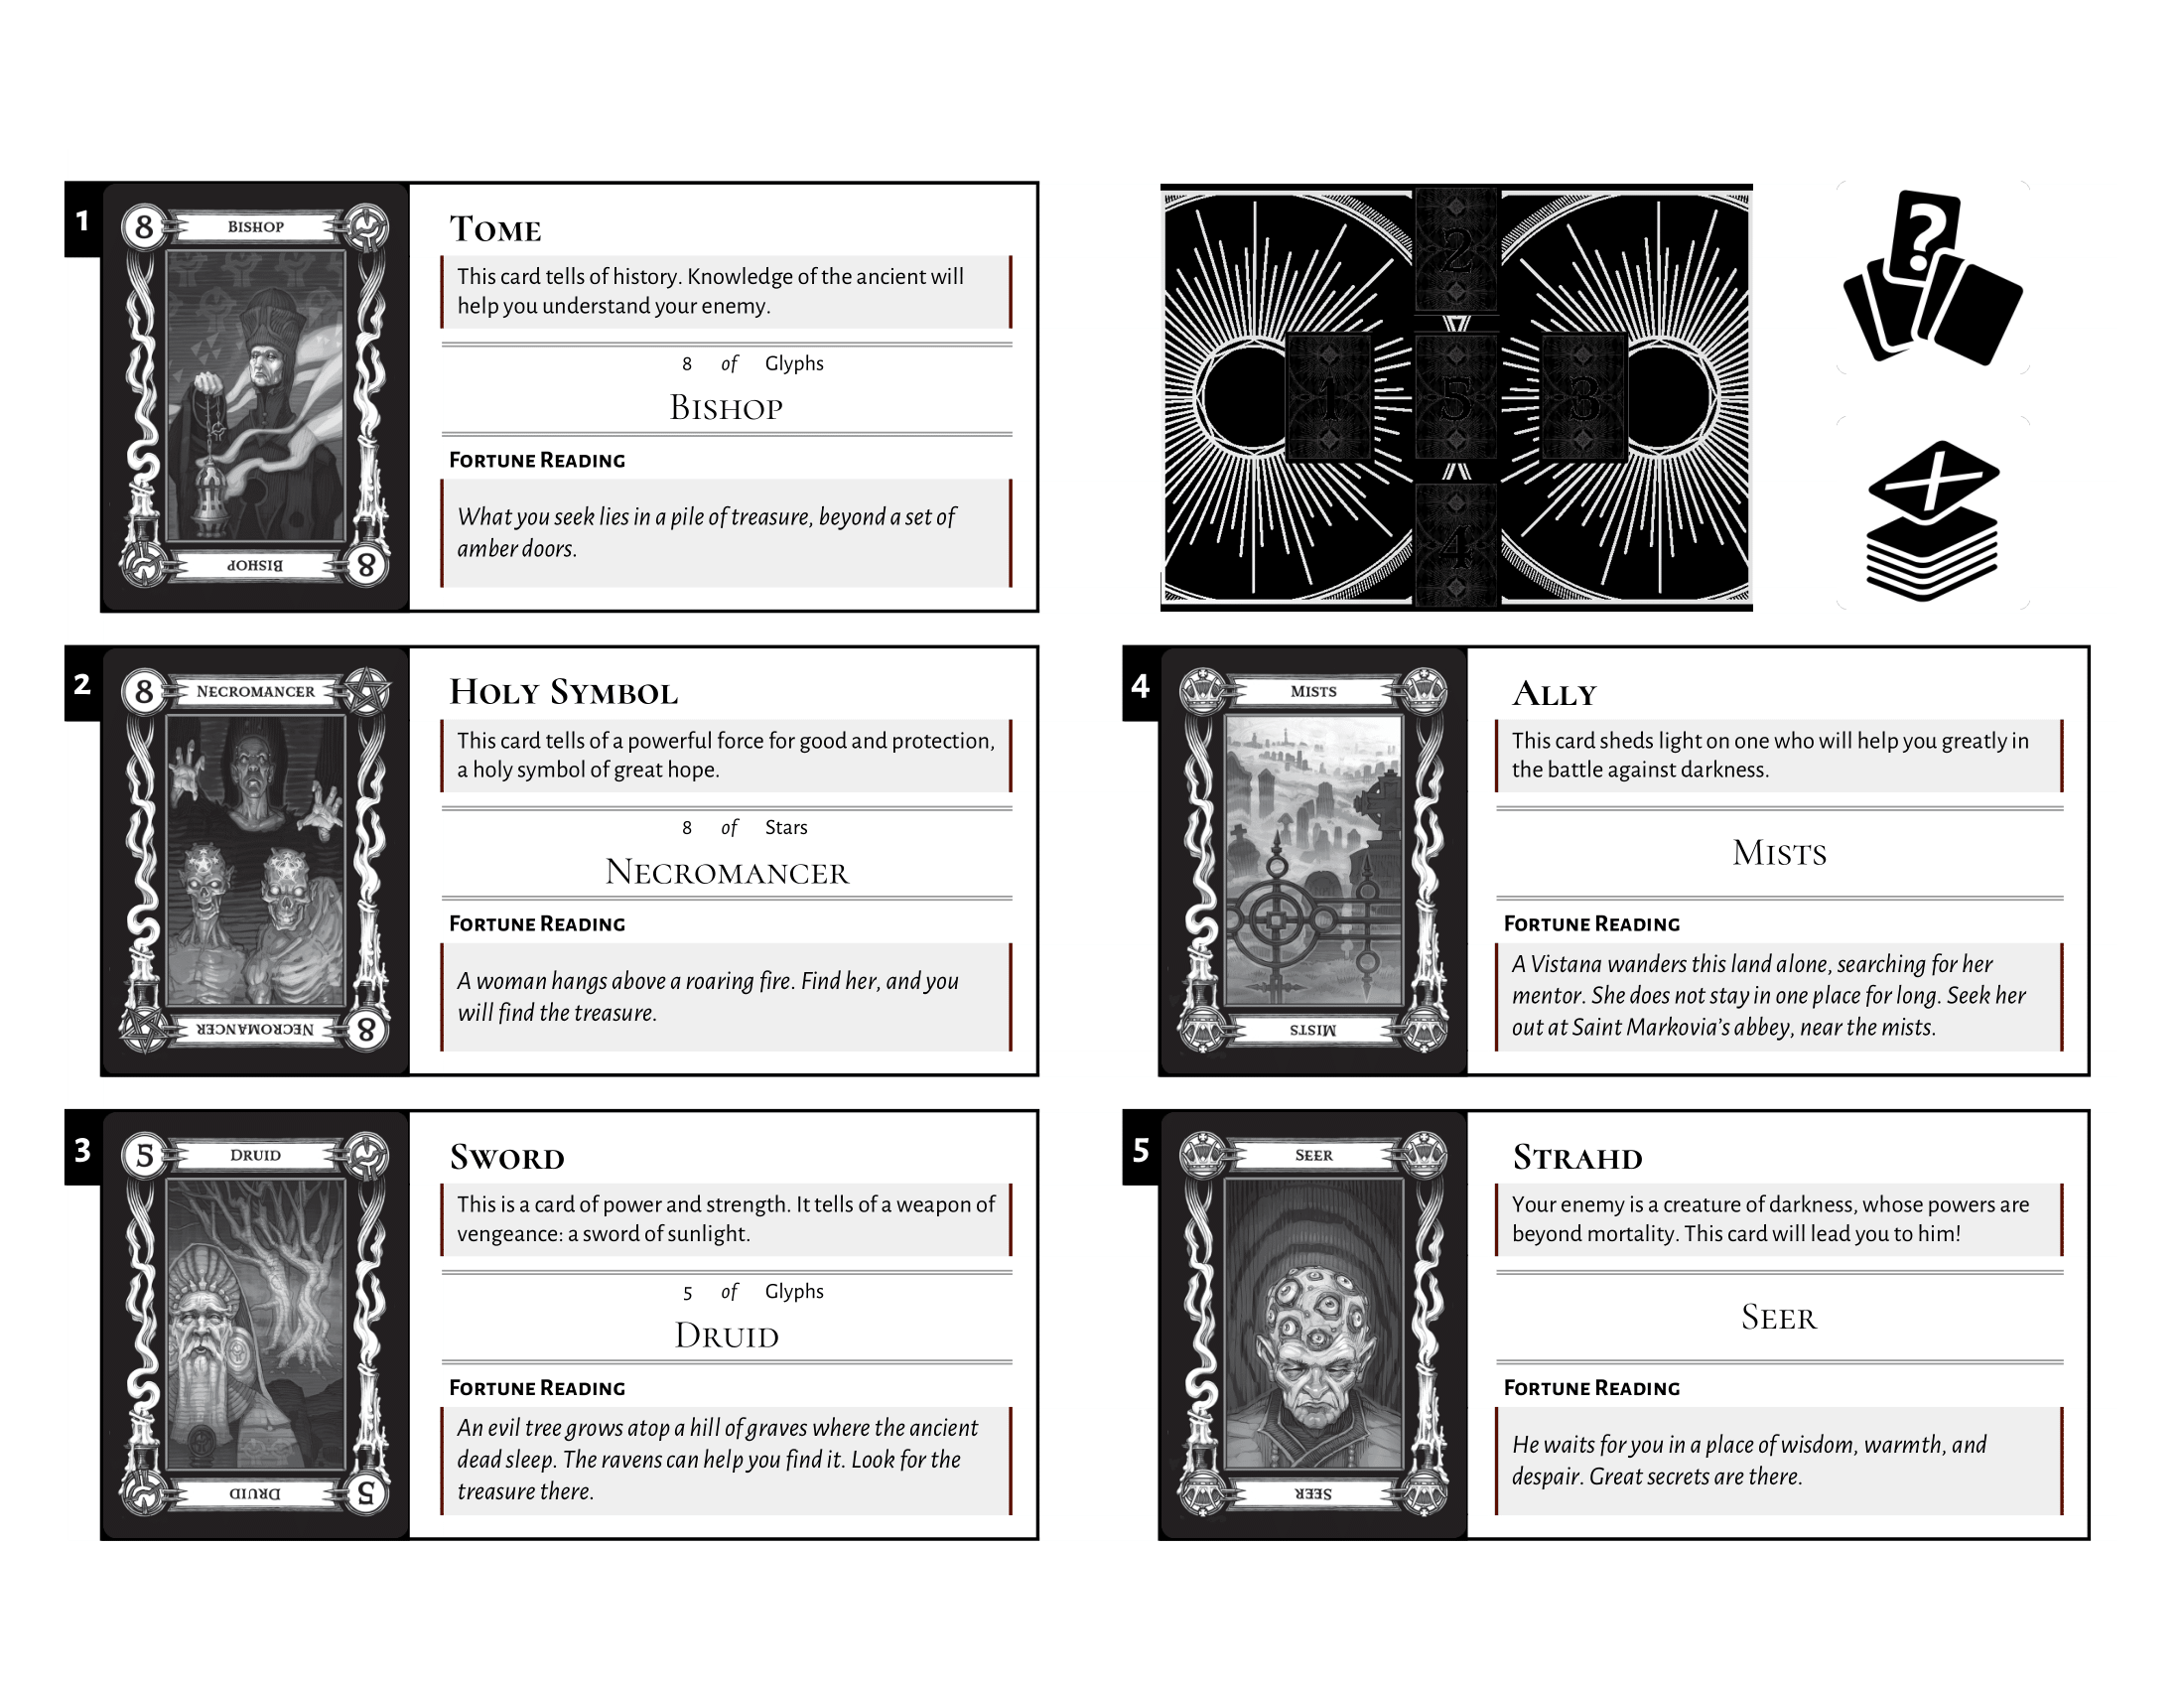 1
8
BISHOP
BISHOP
8
TOME
This card tells of history. Knowledge of the ancient will
help you understand your enemy.
8 of Glyphs
BISHOP
FORTUNE READING
What you seek lies in a pile of treasure, beyond a set of
amber doors.
2
1
5
3
4
?
2
8
NECROMANCER
NECROMANCER
8
HOLY SYMBOL
This card tells of a powerful force for good and protection,
a holy symbol of great hope.
8 of Stars
NECROMANCER
FORTUNE READING
A woman hangs above a roaring fire. Find her, and you
will find the treasure.
4
MISTS
MISTS
ALLY
This card sheds light on one who will help you greatly in
the battle against darkness.
MISTS
FORTUNE READING
A Vistana wanders this land alone, searching for her
mentor. She does not stay in one place for long. Seek her
out at Saint Markovia's abbey, near the mists.
3
5
DRUID
DRUID
5
SWORD
This is a card of power and strength. It tells of a weapon of
vengeance: a sword of sunlight.
5 of Glyphs
DRUID
FORTUNE READING
An evil tree grows atop a hill of graves where the ancient
dead sleep. The ravens can help you find it. Look for the
treasure there.
5
SEER
SEER
STRAHD
Your enemy is a creature of darkness, whose powers are
beyond mortality. This card will lead you to him!
SEER
FORTUNE READING
He waits for you in a place of wisdom, warmth, and
despair. Great secrets are there.